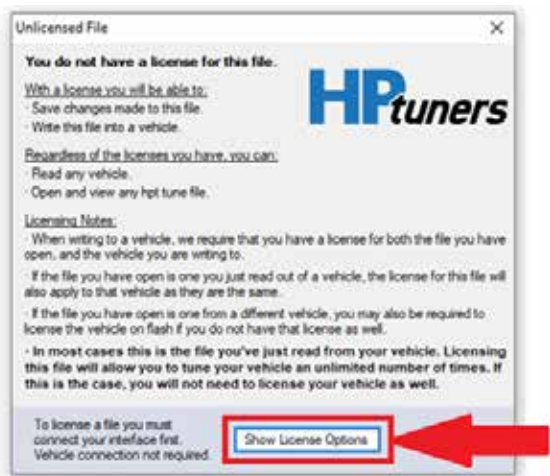 Unlicensed File
You do not have a license for this file.
With a license you will be able to:
· Save changes made to this file.
· Write this file into a vehicle.
HPtuners
Regardless of the licenses you have, you can:
· Read any vehicle.
· Open and view any hpt tune file.
Licensing Notes:
· When writing to a vehicle, we require that you have a license for both the file you have
open, and the vehicle you are writing to.
· If the file you have open is one you just read out of a vehicle, the license for this file will
also apply to that vehicle as they are the same.
· If the file you have open is one from a different vehicle, you may also be required to
license the vehicle on flash if you do not have that license as well.
· In most cases this is the file you've just read from your vehicle. Licensing
this file will allow you to tune your vehicle an unlimited number of times. If
this is the case, you will not need to license your vehicle as well.
To license a file you must
connect your interface first.
Vehicle connection not required.
Show License Options